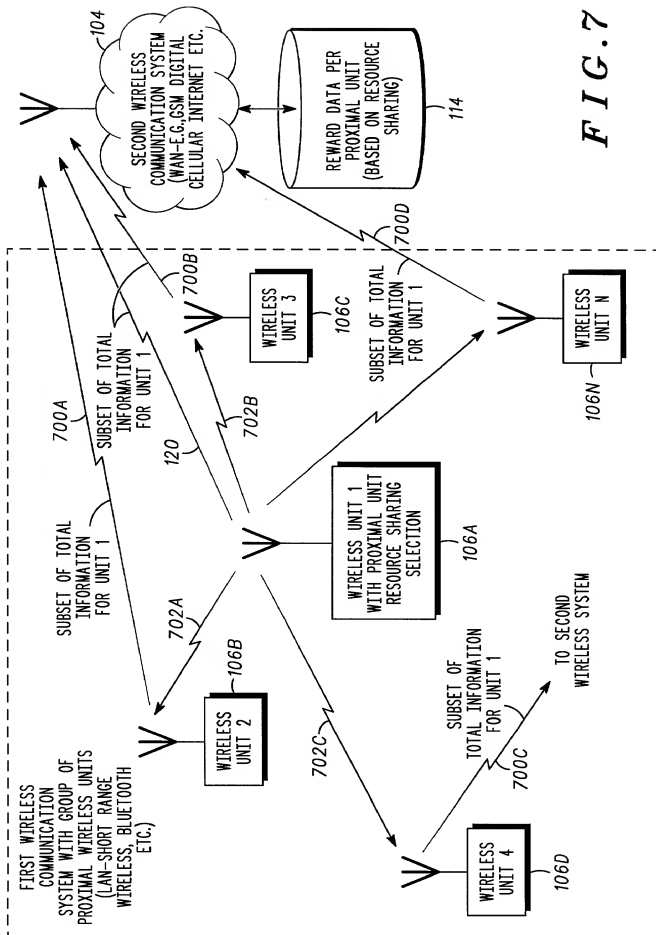 FIRST WIRELESS
COMMUNICATION
SYSTEM WITH GROUP OF
PROXIMAL WIRELESS UNITS
(LAN-SHORT RANGE
WIRELESS, BLUETOOTH
ETC.)
106B
WIRELESS
UNIT 2
702A
SUBSET OF TOTAL
INFORMATION
FOR UNIT 1
700A
SUBSET OF TOTAL
INFORMATION
FOR UNIT 1
120
700B
702B
WIRELESS
UNIT 3
106C
104
SECOND WIRELESS
COMMUNICATION SYSTEM
(WAN-E.G.,GSM DIGITAL
CELLULAR INTERNET ETC.
REWARD DATA PER
PROXIMAL UNIT
(BASED ON RESOURCE
SHARING)
114
WIRELESS UNIT 1
WITH PROXIMAL UNIT
RESOURCE SHARING
SELECTION
106A
702C
WIRELESS
UNIT 4
106D
SUBSET OF
TOTAL INFORMATION
FOR UNIT 1
700C
TO SECOND
WIRELESS SYSTEM
SUBSET OF TOTAL
INFORMATION
FOR UNIT 1
700D
WIRELESS
UNIT N
106N
FIG.7